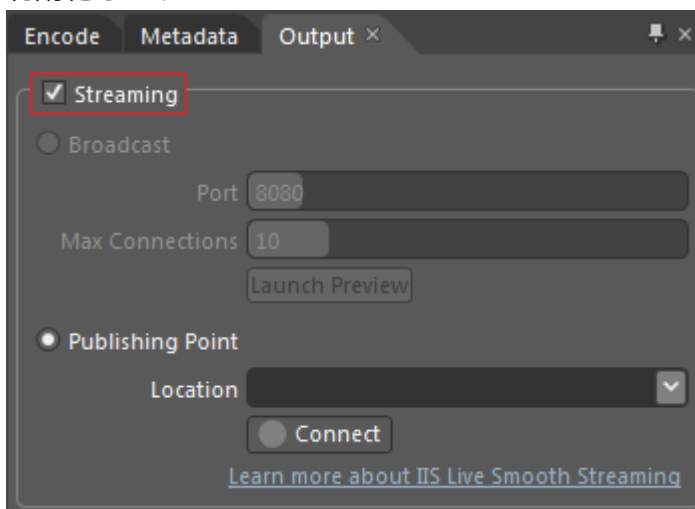 Encode Metadata Output ×
Streaming
Broadcast
Port 8080
Max Connections 10
Launch Preview
Publishing Point
Location
Connect
Learn more about IIS Live Smooth Streaming